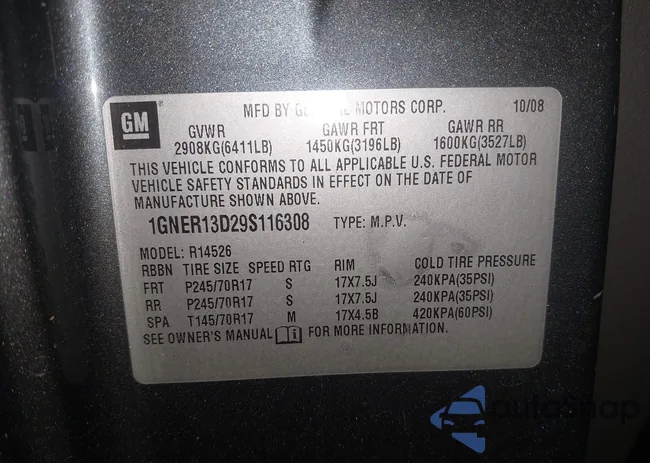 GM
MFD BY GENERAL MOTORS CORP. 10/08
GVWR GAWR FRT GAWR RR
2908KG(6411LB) 1450KG(3196LB) 1600KG(3527LB)
THIS VEHICLE CONFORMS TO ALL APPLICABLE U.S. FEDERAL MOTOR
VEHICLE SAFETY STANDARDS IN EFFECT ON THE DATE OF
MANUFACTURE SHOWN ABOVE.
1GNER13D29S116308 TYPE: M.P.V.
MODEL: R14526
RBBN TIRE SIZE SPEED RTG RIM COLD TIRE PRESSURE
FRT P245/70R17 S 17X7.5J 240KPA(35PSI)
RR P245/70R17 S 17X7.5J 240KPA(35PSI)
SPA T145/70R17 M 17X4.5B 420KPA(60PSI)
SEE OWNER'S MANUAL FOR MORE INFORMATION.
autoSnap